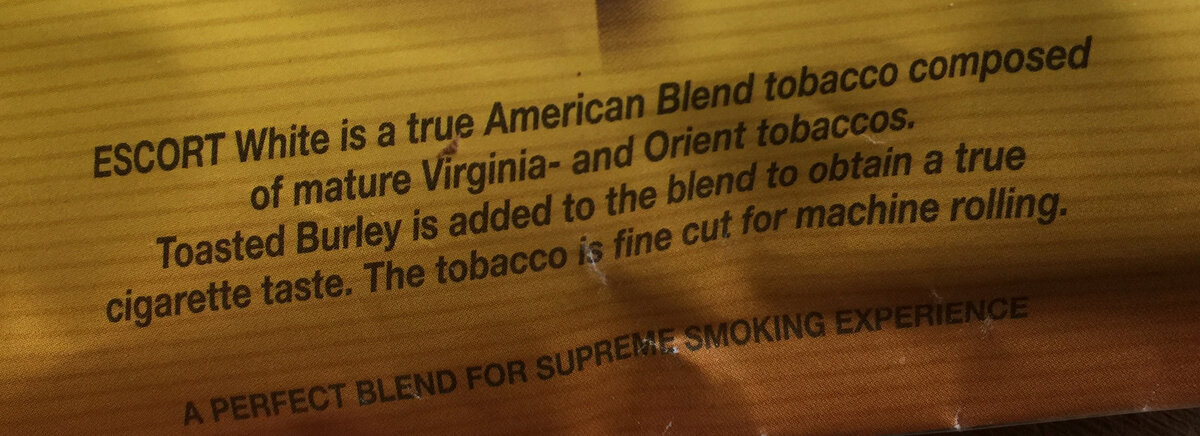 ESCORT White is a true American Blend tobacco composed
of mature Virginia- and Orient tobaccos.
Toasted Burley is added to the blend to obtain a true
cigarette taste. The tobacco is fine cut for machine rolling.
A PERFECT BLEND FOR SUPREME SMOKING EXPERIENCE